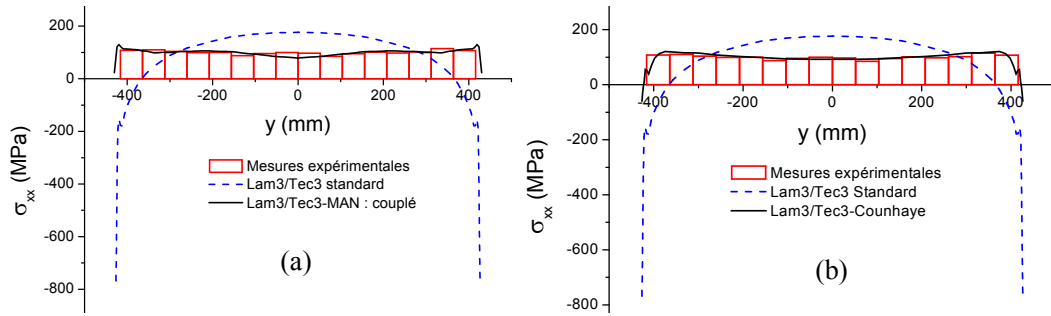 200
0
-200
-400
-600
-800
σxx (MPa)
-400 -200 0 200 400
y (mm)
Mesures expérimentales
Lam3/Tec3 standard
Lam3/Tec3-MAN : couplé
(a)
200
0
-200
-400
-600
-800
σxx (MPa)
-400 -200 0 200 400
y (mm)
Mesures expérimentales
Lam3/Tec3 Standard
Lam3/Tec3-Counhaye
(b)